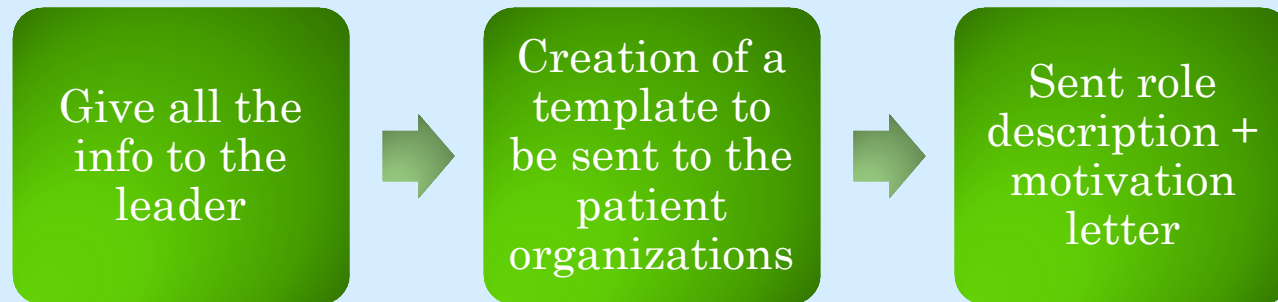 Give all the
info to the
leader
Creation of a
template to
be sent to the
patient
organizations
Sent role
description +
motivation
letter